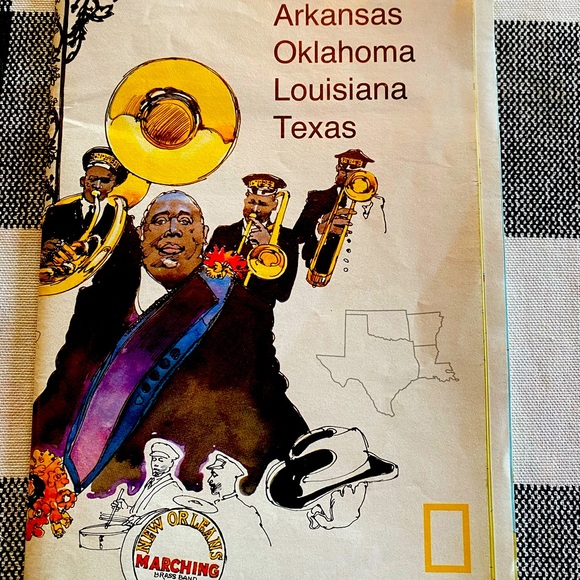 Arkansas
Oklahoma
Louisiana
Texas
NEW ORLEANS
MARCHING
BRASS BAND